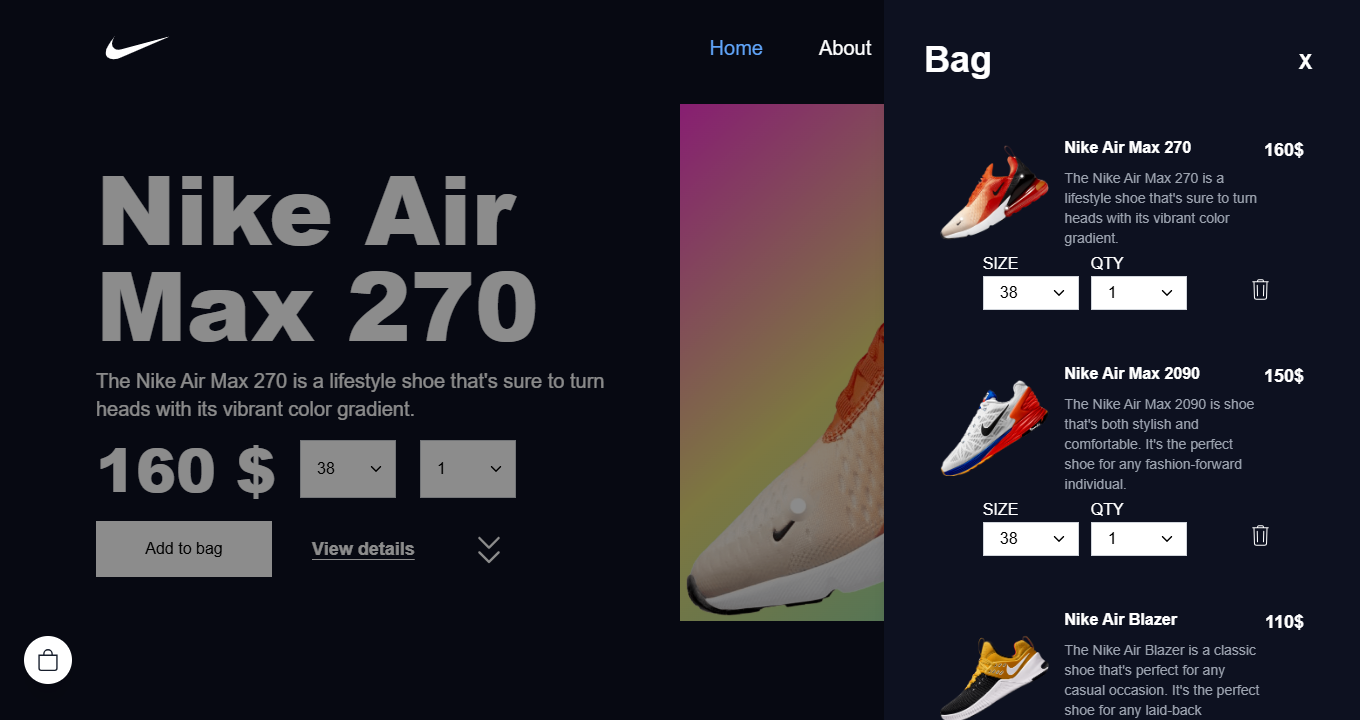 Home About
Nike Air
Max 270
The Nike Air Max 270 is a lifestyle shoe that's sure to turn
heads with its vibrant color gradient.
160 $ 38 1
Add to bag View details
Bag X
Nike Air Max 270 160$
The Nike Air Max 270 is a
lifestyle shoe that's sure to turn
heads with its vibrant color
gradient.
SIZE QTY
38 1
Nike Air Max 2090 150$
The Nike Air Max 2090 is shoe
that's both stylish and
comfortable. It's the perfect
shoe for any fashion-forward
individual.
SIZE QTY
38 1
Nike Air Blazer 110$
The Nike Air Blazer is a classic
shoe that's perfect for any
casual occasion. It's the perfect
shoe for any laid-back